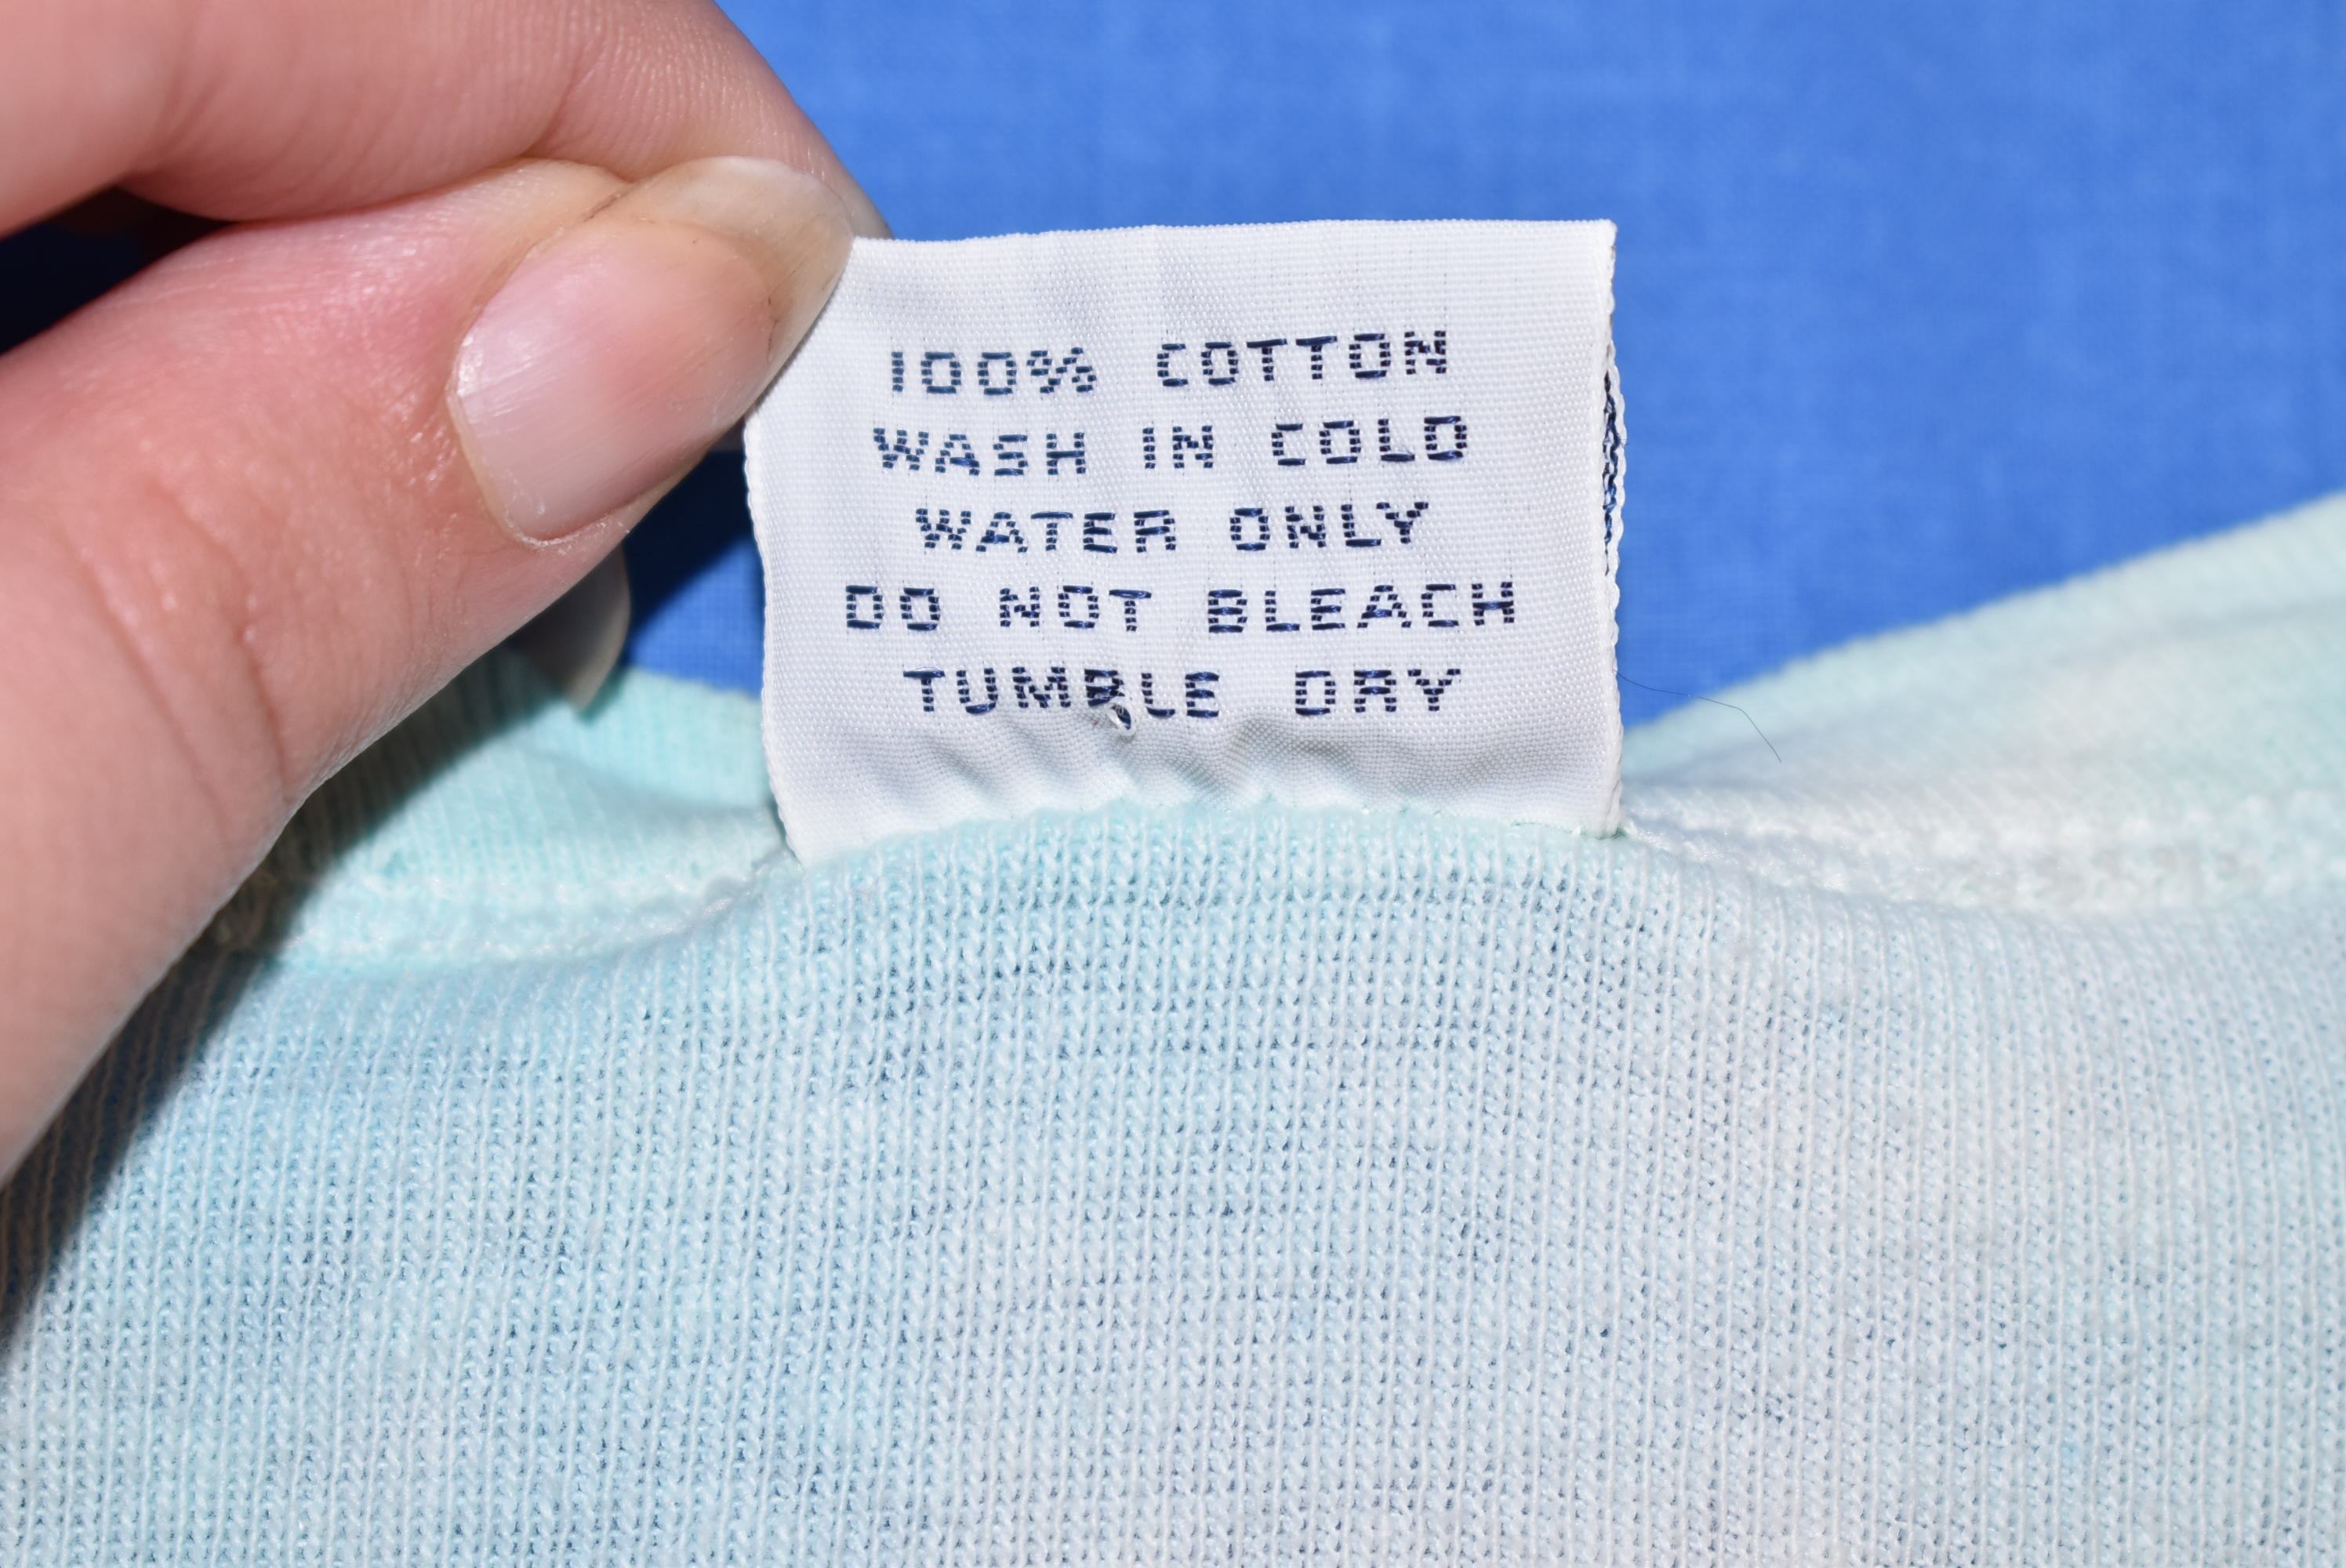 100% COTTON
WASH IN COLD
WATER ONLY
DO NOT BLEACH
TUMBLE DRY